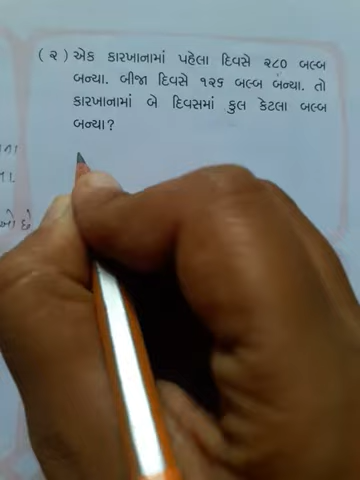 (૨) એક કારખાનામાં પહેલા દિવસે ૨૮૦ બલ્બ
બન્યા. બીજા દિવસે ૧૨૬ બલ્બ બન્યા. તો
કારખાનામાં બે દિવસમાં કુલ કેટલા બલ્બ
બન્યા?